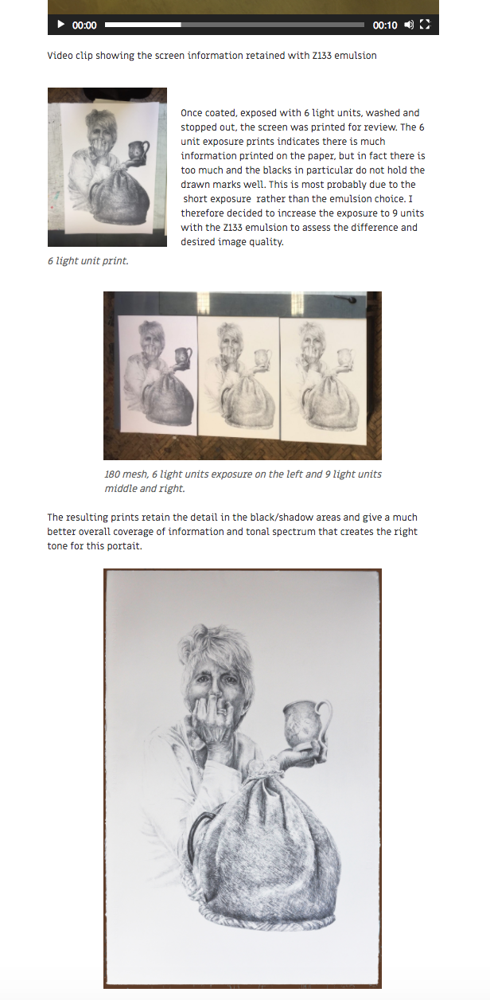 00:00 00:10
Video clip showing the screen information retained with Z133 emulsion
Once coated, exposed with 6 light units, washed and
stopped out, the screen was printed for review. The 6
unit exposure prints indicates there is much
information printed on the paper, but in fact there is
too much and the blacks in particular do not hold the
drawn marks well. This is most probably due to the
short exposure rather than the emulsion choice. I
therefore decided to increase the exposure to 9 units
with the Z133 emulsion to assess the difference and
desired image quality.
6 light unit print.
180 mesh, 6 light units exposure on the left and 9 light units
middle and right.
The resulting prints retain the detail in the black/shadow areas and give a much
better overall coverage of information and tonal spectrum that creates the right
tone for this portait.